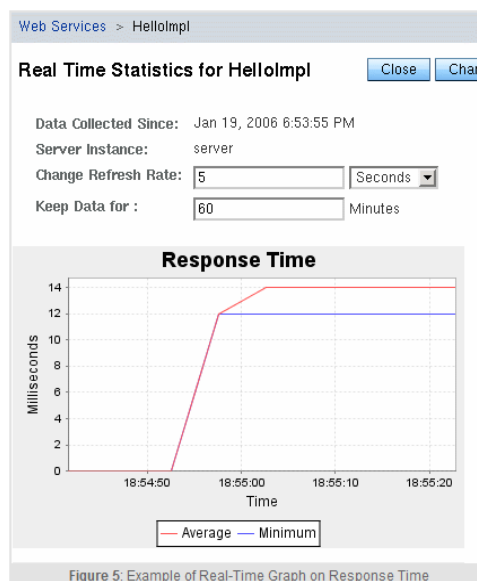 Web Services > HelloImpl
Real Time Statistics for HelloImpl
Close
Data Collected Since: Jan 19, 2006 6:53:55 PM
Server Instance: server
Change Refresh Rate: 5 Seconds
Keep Data for : 60 Minutes
Response Time
Milliseconds
14
12
10
8
6
4
2
0
18:54:50 18:55:00 18:55:10 18:55:20
Time
Average Minimum
Figure 5: Example of Real-Time Graph on Response Time